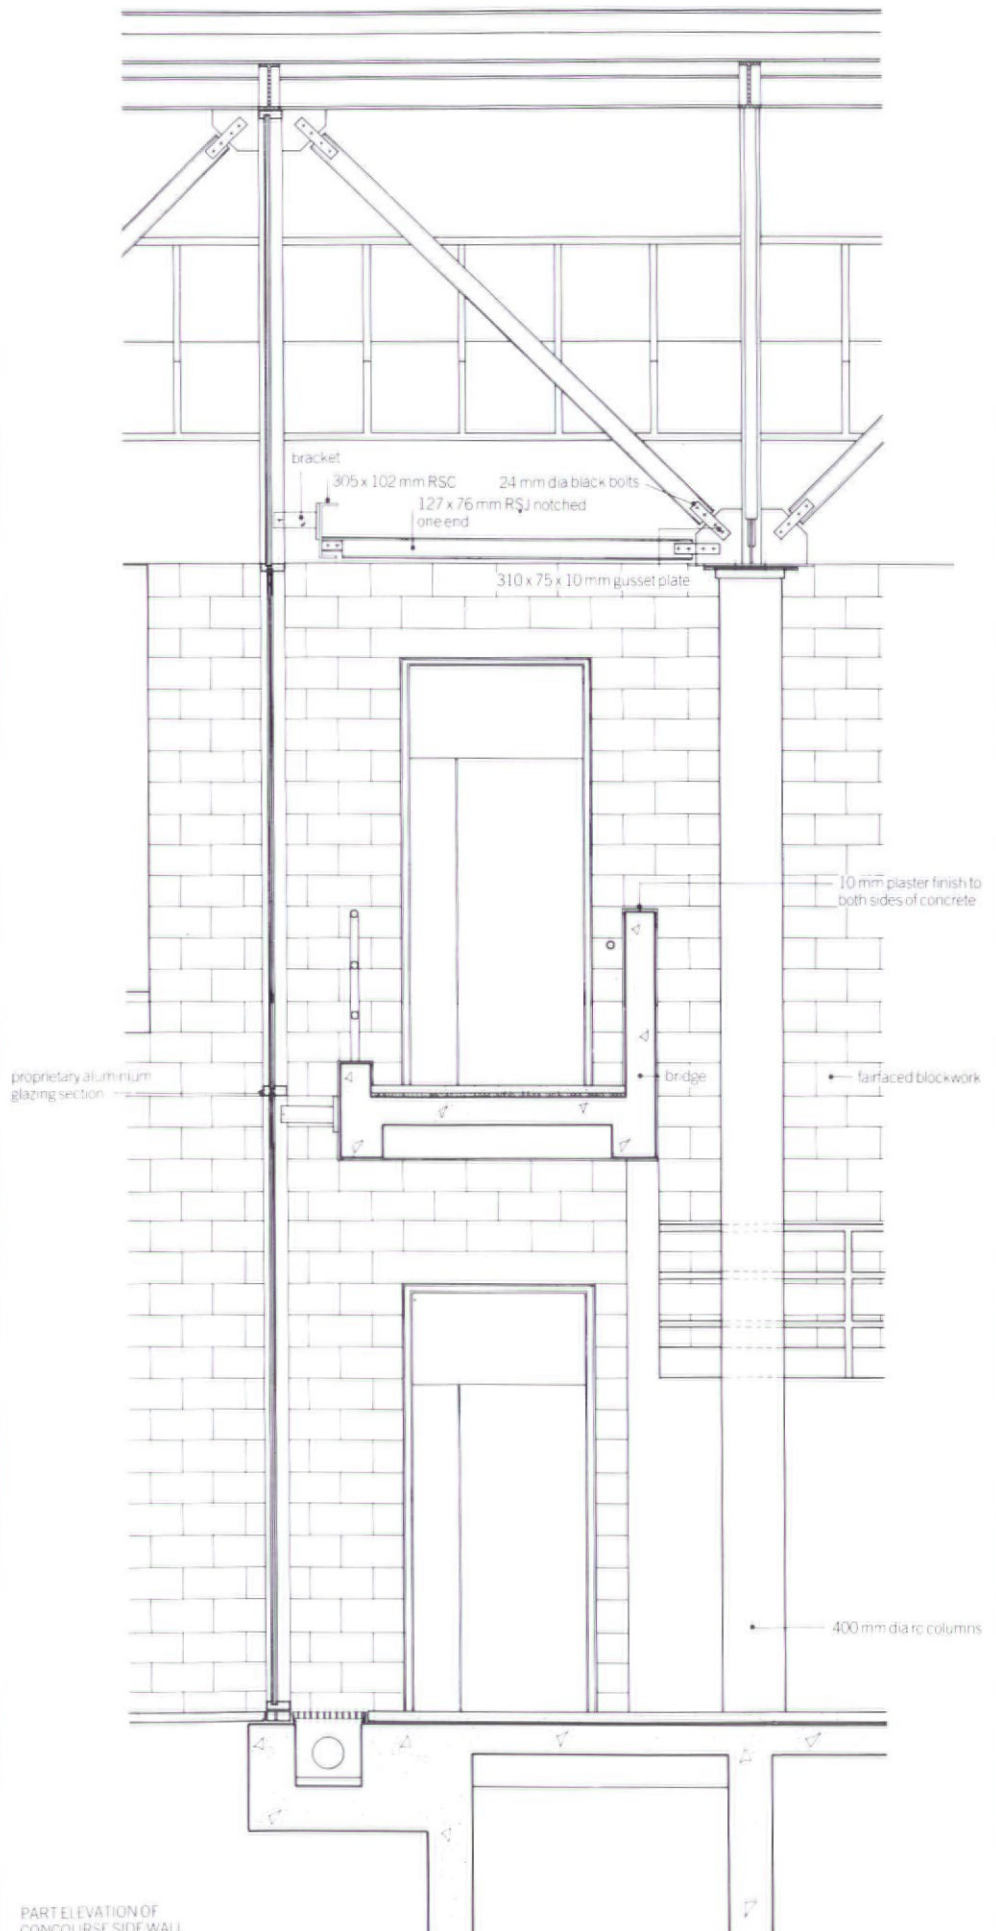 bracket
305 x 102 mm RSC
24 mm dia black bolts
127 x 76 mm RSJ notched
one end
310 x 75 x 10 mm gusset plate
10 mm plaster finish to
both sides of concrete
proprietary aluminium
glazing section
bridge
fairfaced blockwork
400 mm dia rc columns
PART ELEVATION OF
CONCOURSE SIDE WALL